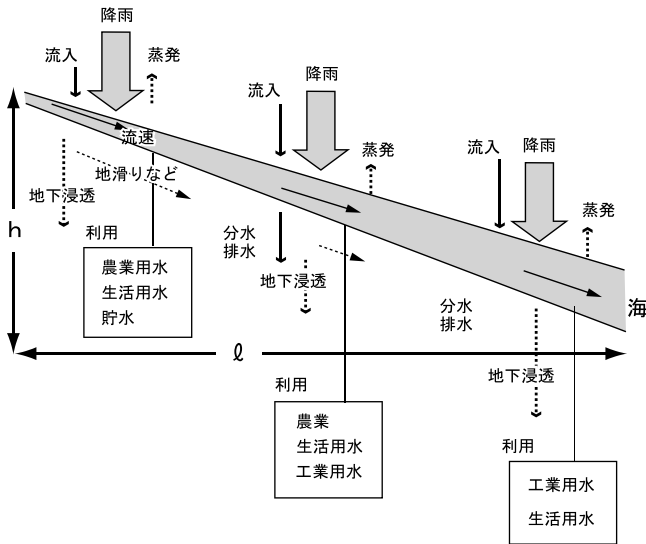 降雨
流入
蒸発
流速
地滑りなど
地下浸透
利用
農業用水
生活用水
貯水
降雨
流入
蒸発
分水
排水
地下浸透
利用
農業
生活用水
工業用水
降雨
流入
蒸発
分水
排水
地下浸透
利用
工業用水
生活用水
海
h
ℓ